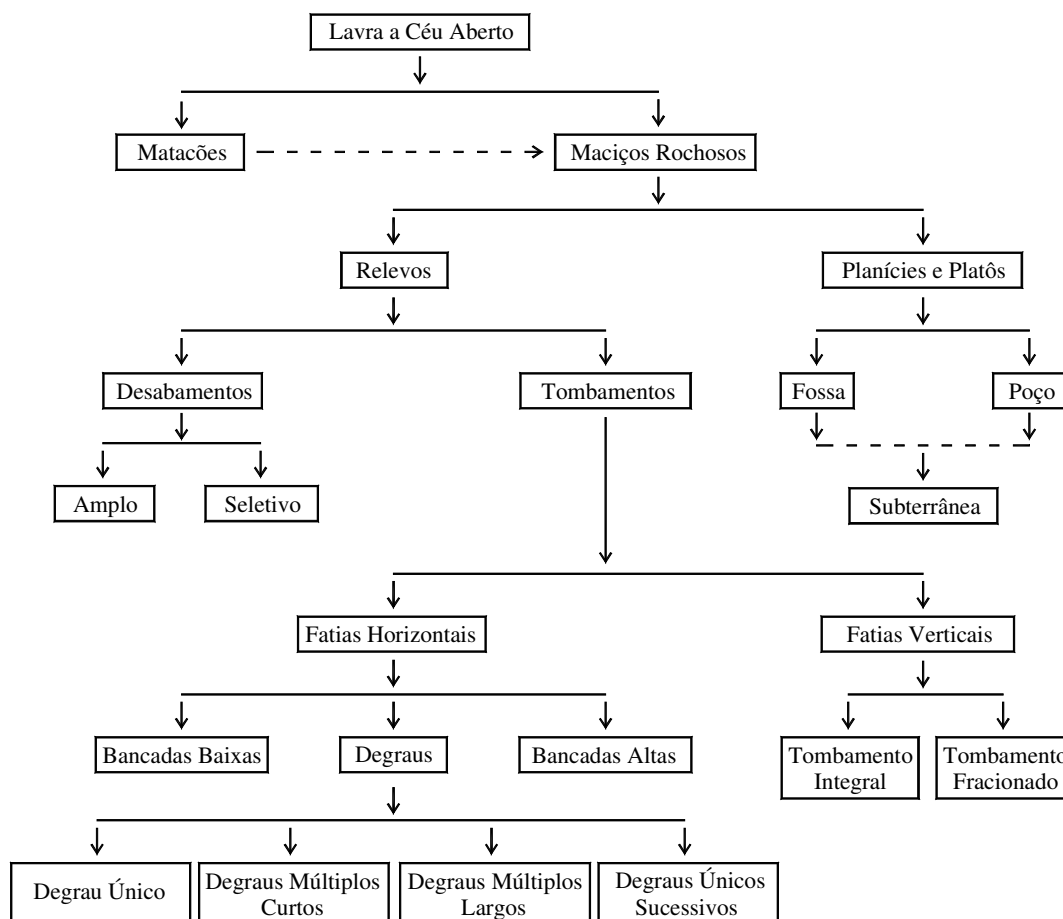 Lavra a Céu Aberto
Matacões
Maciços Rochosos
Relevos
Planícies e Platôs
Desabamentos
Tombamentos
Fossa
Poço
Amplo
Seletivo
Subterrânea
Fatias Horizontais
Fatias Verticais
Bancadas Baixas
Degraus
Bancadas Altas
Tombamento
Integral
Tombamento
Fracionado
Degrau Único
Degraus Múltiplos
Curtos
Degraus Múltiplos
Largos
Degraus Únicos
Sucessivos